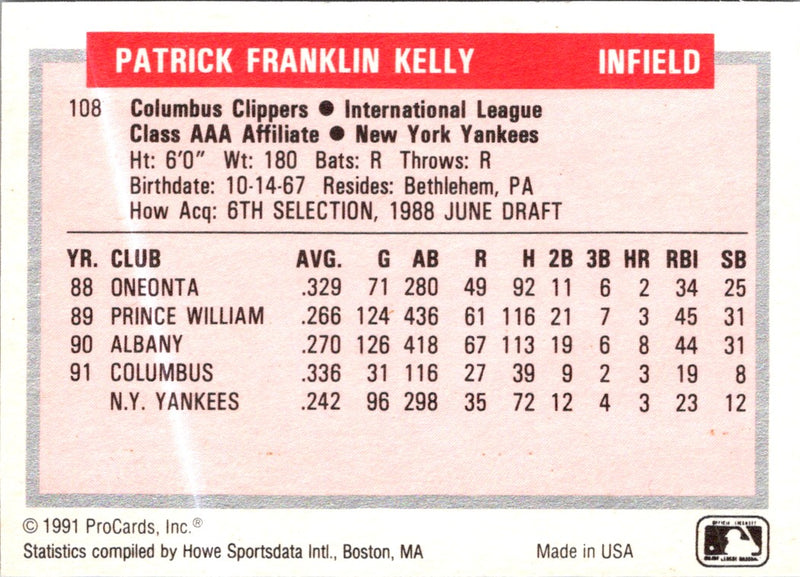 PATRICK FRANKLIN KELLY INFIELD
108 Columbus Clippers ● International League
Class AAA Affiliate ● New York Yankees
Ht: 6'0" Wt: 180 Bats: R Throws: R
Birthdate: 10-14-67 Resides: Bethlehem, PA
How Acq: 6TH SELECTION, 1988 JUNE DRAFT
YR. CLUB AVG. G AB R H 2B 3B HR RBI SB
88 ONEONTA .329 71 280 49 92 11 6 2 34 25
89 PRINCE WILLIAM .266 124 436 61 116 21 7 3 45 31
90 ALBANY .270 126 418 67 113 19 6 8 44 31
91 COLUMBUS .336 31 116 27 39 9 2 3 19 8
N.Y. YANKEES .242 96 298 35 72 12 4 3 23 12
© 1991 ProCards, Inc.®
Statistics compiled by Howe Sportsdata Intl., Boston, MA Made in USA